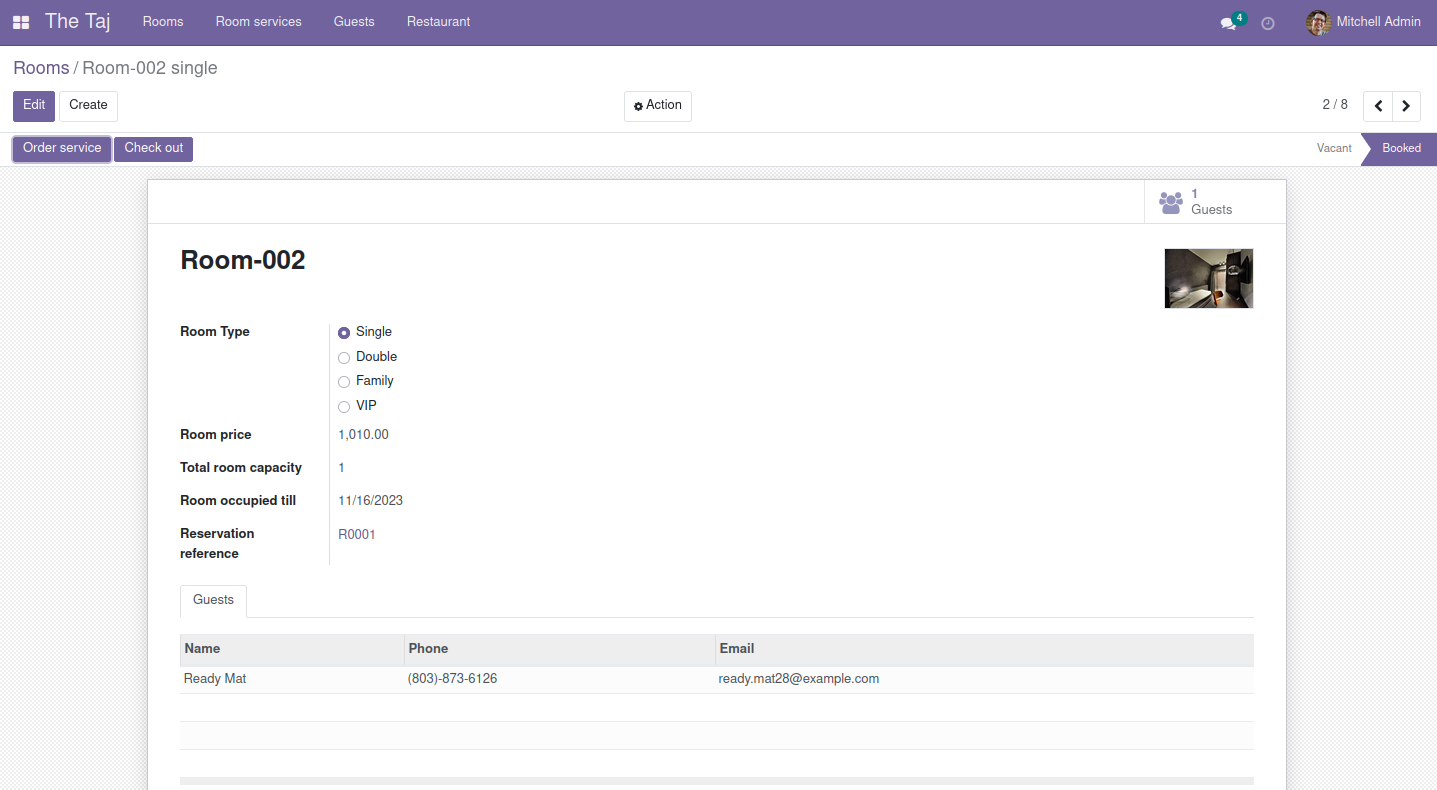 The Taj Rooms Room services Guests Restaurant 4 Mitchell Admin
Rooms / Room-002 single
Edit Create Action 2 / 8
Order service Check out Vacant Booked
1
Guests
Room-002
Room Type Single
Double
Family
VIP
Room price 1,010.00
Total room capacity 1
Room occupied till 11/16/2023
Reservation R0001
reference
Guests
Name Phone Email
Ready Mat (803)-873-6126 ready.mat28@example.com